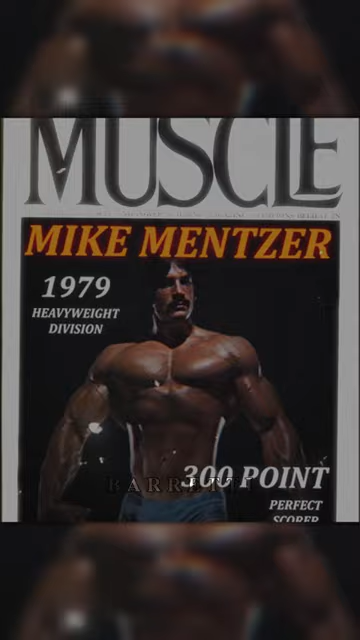 MUSCLE
MIKE MENTZER
1979
HEAVYWEIGHT
DIVISION
300 POINT
PERFECT
SCORER